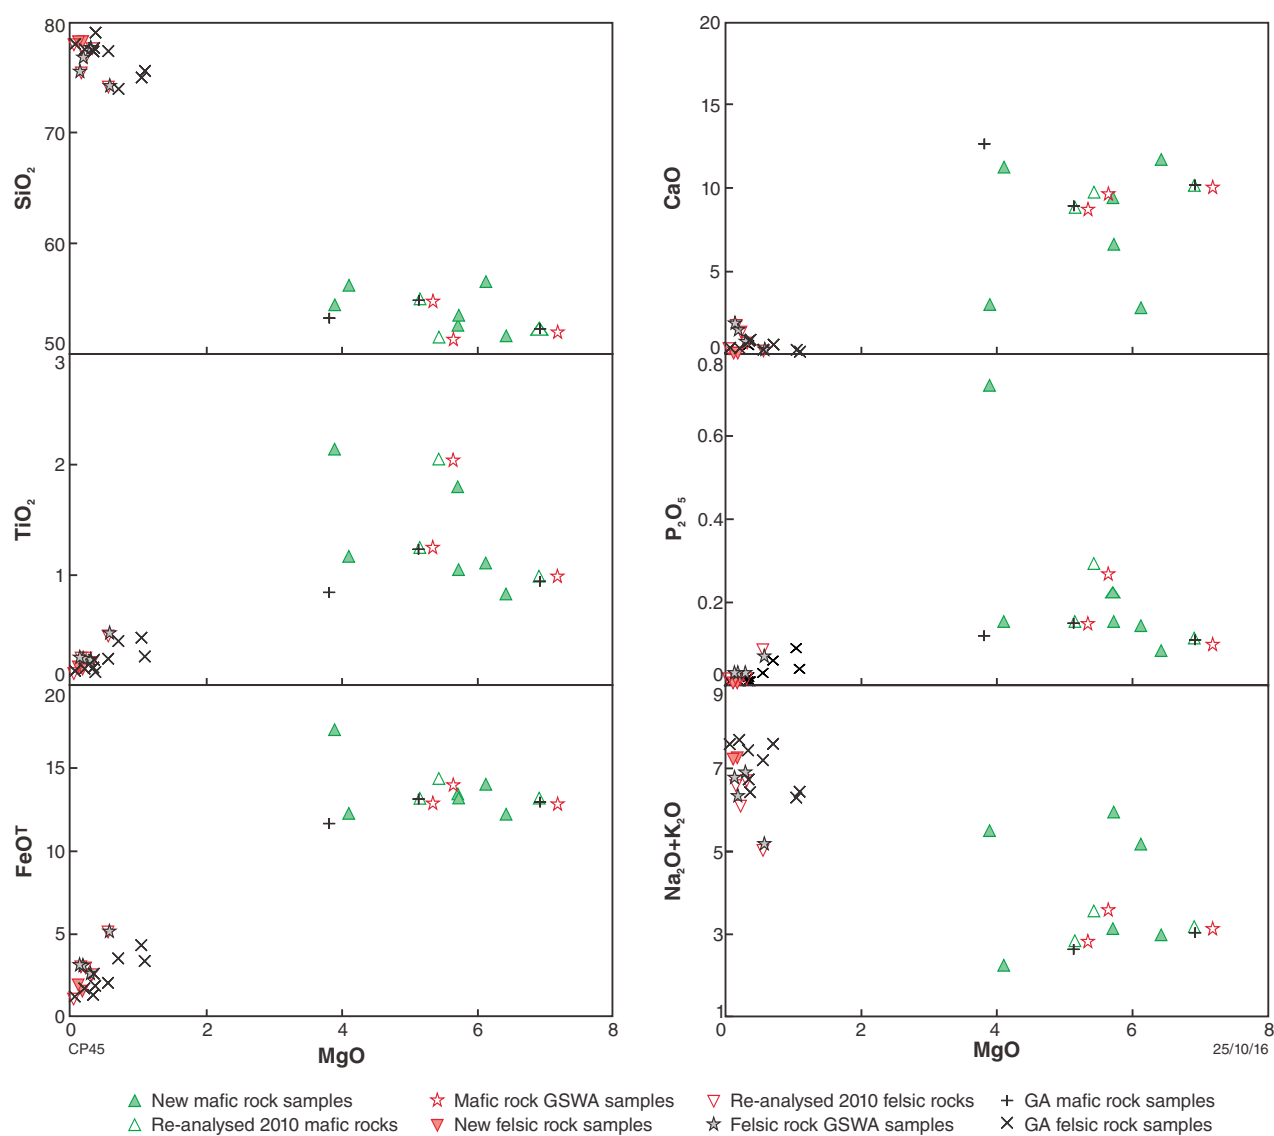 80
70
60
50
SiO2
3
2
1
0
TiO2
20
15
10
5
0
FeOT
0 2 4 6 8
CP45
MgO
20
15
10
5
0
CaO
0.8
0.6
0.4
0.2
0
P2O5
9
7
5
3
1
Na2O+K2O
0 2 4 6 8
MgO
25/10/16
New mafic rock samples
Mafic rock GSWA samples
Re-analysed 2010 felsic rocks
GA mafic rock samples
Re-analysed 2010 mafic rocks
New felsic rock samples
Felsic rock GSWA samples
GA felsic rock samples